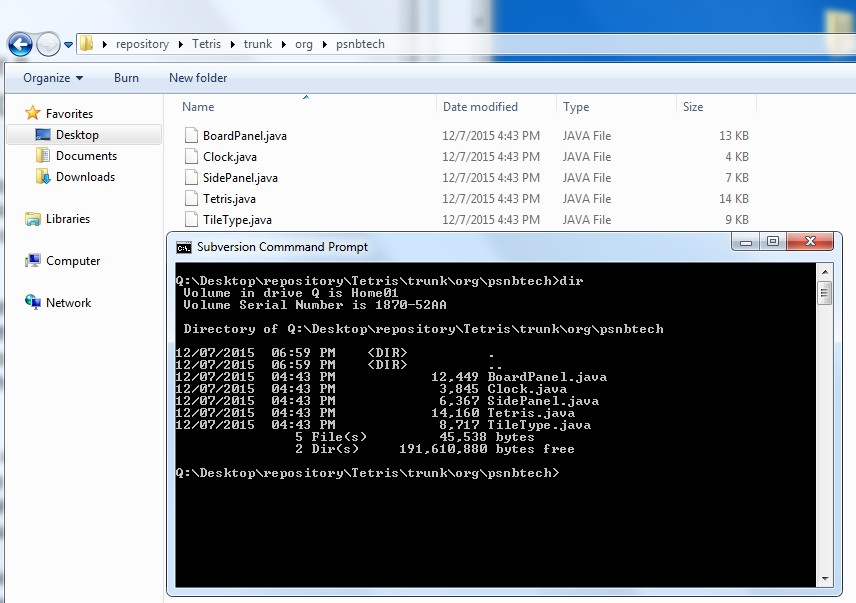 repository Tetris trunk org psnbtech
Organize Burn New folder
Favorites
Desktop
Documents
Downloads
Libraries
Computer
Network
Name Date modified Type Size
BoardPanel.java 12/7/2015 4:43 PM JAVA File 13 KB
Clock.java 12/7/2015 4:43 PM JAVA File 4 KB
SidePanel.java 12/7/2015 4:43 PM JAVA File 7 KB
Tetris.java 12/7/2015 4:43 PM JAVA File 14 KB
TileType.java 12/7/2015 4:43 PM JAVA File 9 KB
C:\. Subversion Commmand Prompt
Q:\Desktop\repository\Tetris\trunk\org\psnbtech>dir
Volume in drive Q is Home01
Volume Serial Number is 1870-52AA
Directory of Q:\Desktop\repository\Tetris\trunk\org\psnbtech
12/07/2015 06:59 PM <DIR> .
12/07/2015 06:59 PM <DIR> ..
12/07/2015 04:43 PM 12,449 BoardPanel.java
12/07/2015 04:43 PM 3,845 Clock.java
12/07/2015 04:43 PM 6,367 SidePanel.java
12/07/2015 04:43 PM 14,160 Tetris.java
12/07/2015 04:43 PM 8,717 TileType.java
5 File(s) 45,538 bytes
2 Dir(s) 191,610,880 bytes free
Q:\Desktop\repository\Tetris\trunk\org\psnbtech>